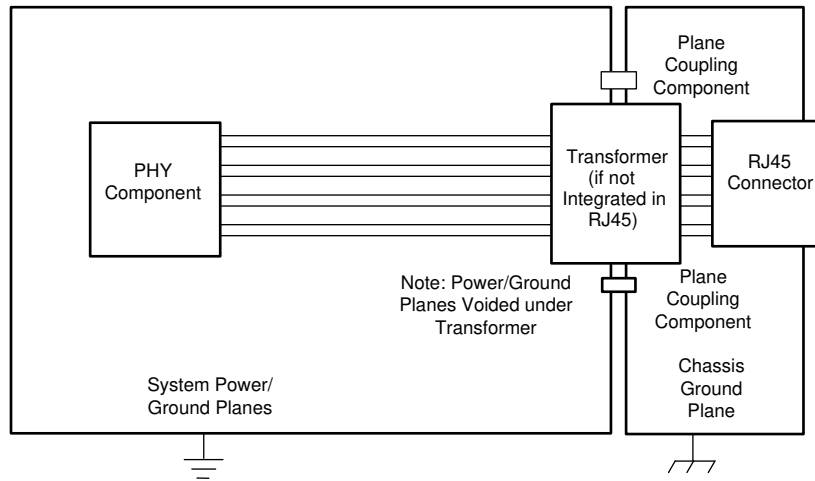 Plane
Coupling
Component
PHY
Component
Transformer
(if not
Integrated in
RJ45)
RJ45
Connector
Note: Power/Ground
Planes Voided under
Transformer
Plane
Coupling
Component
System Power/
Ground Planes
Chassis
Ground
Plane